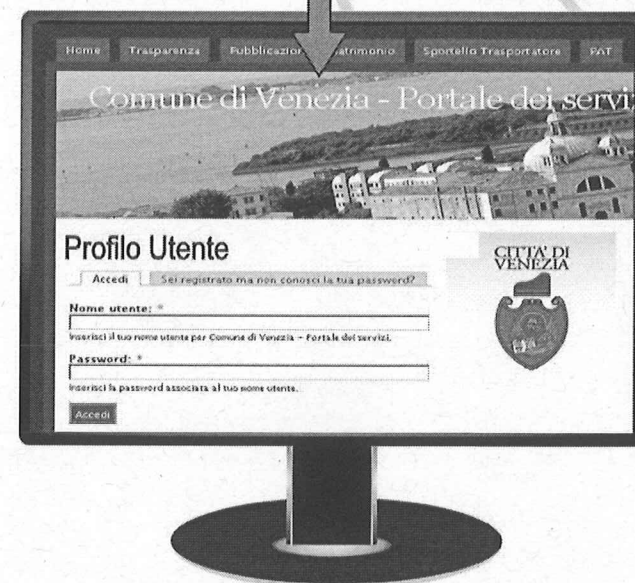 Home Trasparenza Pubblicazion atrimonio Sportello Trasportatore PAT
Comune di Venezia - Portale dei servi
Profilo Utente
Accedi Sei registrato ma non conosci la tua password?
Nome utente: *
Inserisci il tuo nome utente per Comune di Venezia - Portale dei servizi.
Password: *
Inserisci la password associata al tuo nome utente.
Accedi
CITTA' DI
VENEZIA